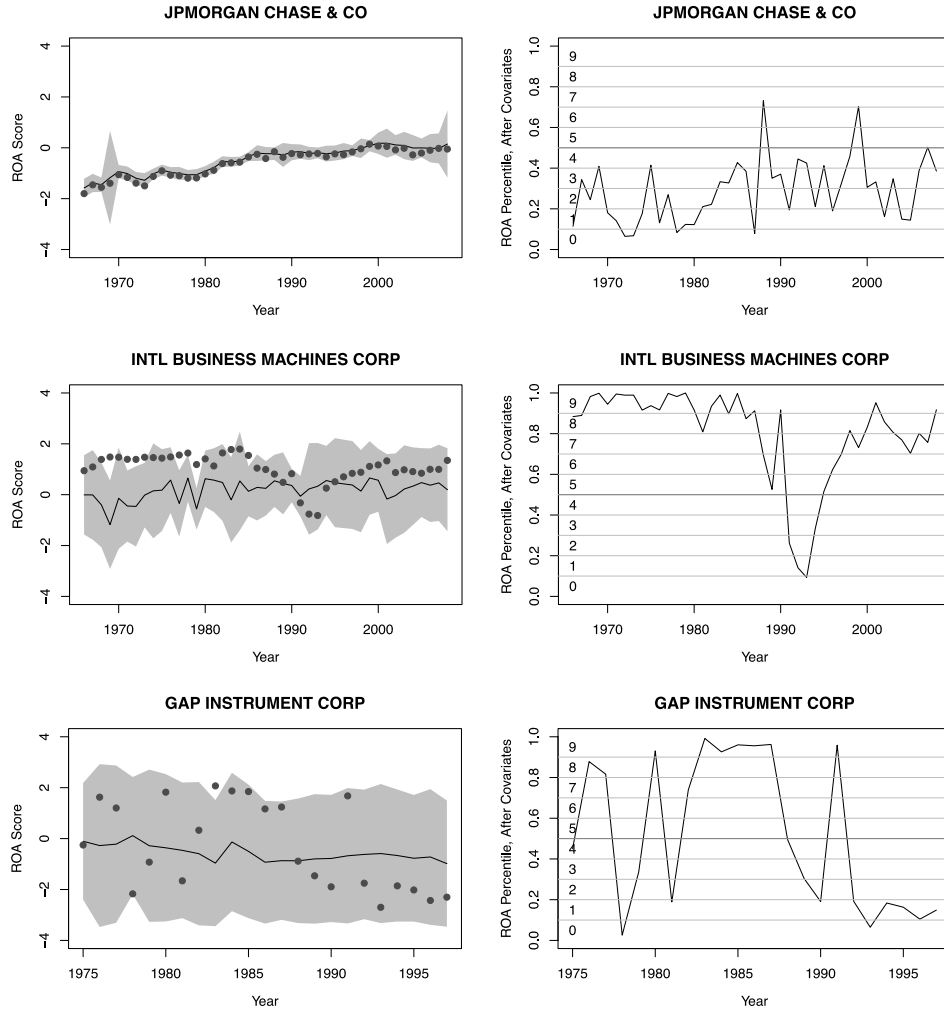 JPMORGAN CHASE & CO
ROA Score
4
2
0
−2
−4
1970 1980 1990 2000
Year
JPMORGAN CHASE & CO
ROA Percentile, After Covariates
1.0
0.8
0.6
0.4
0.2
0.0
9
8
7
6
5
4
3
2
1
0
1970 1980 1990 2000
Year
INTL BUSINESS MACHINES CORP
ROA Score
4
2
0
−2
−4
1970 1980 1990 2000
Year
INTL BUSINESS MACHINES CORP
ROA Percentile, After Covariates
1.0
0.8
0.6
0.4
0.2
0.0
9
8
7
6
5
4
3
2
1
0
1970 1980 1990 2000
Year
GAP INSTRUMENT CORP
ROA Score
4
2
0
−2
−4
1975 1980 1985 1990 1995
Year
GAP INSTRUMENT CORP
ROA Percentile, After Covariates
1.0
0.8
0.6
0.4
0.2
0.0
9
8
7
6
5
4
3
2
1
0
1975 1980 1985 1990 1995
Year